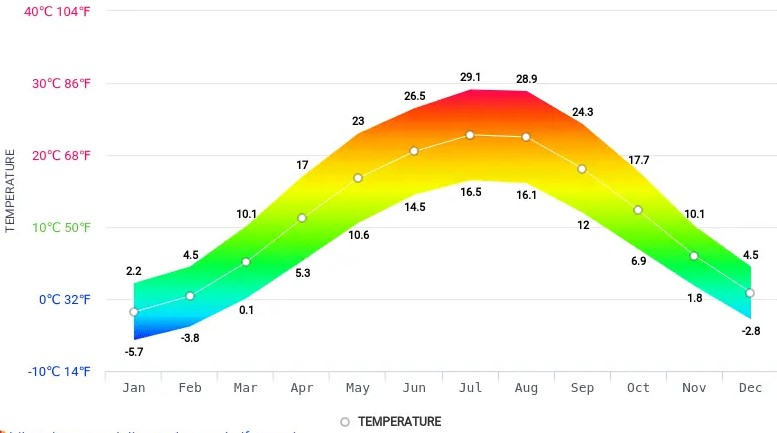 40℃ 104℉
30℃ 86℉
20℃ 68℉
10℃ 50℉
0℃ 32℉
-10℃ 14℉
TEMPERATURE
2.2 4.5 10.1 17 23 26.5 29.1 28.9 24.3 17.7 10.1 4.5
-5.7 -3.8 0.1 5.3 10.6 14.5 16.5 16.1 12 6.9 1.8 -2.8
Jan Feb Mar Apr May Jun Jul Aug Sep Oct Nov Dec
TEMPERATURE